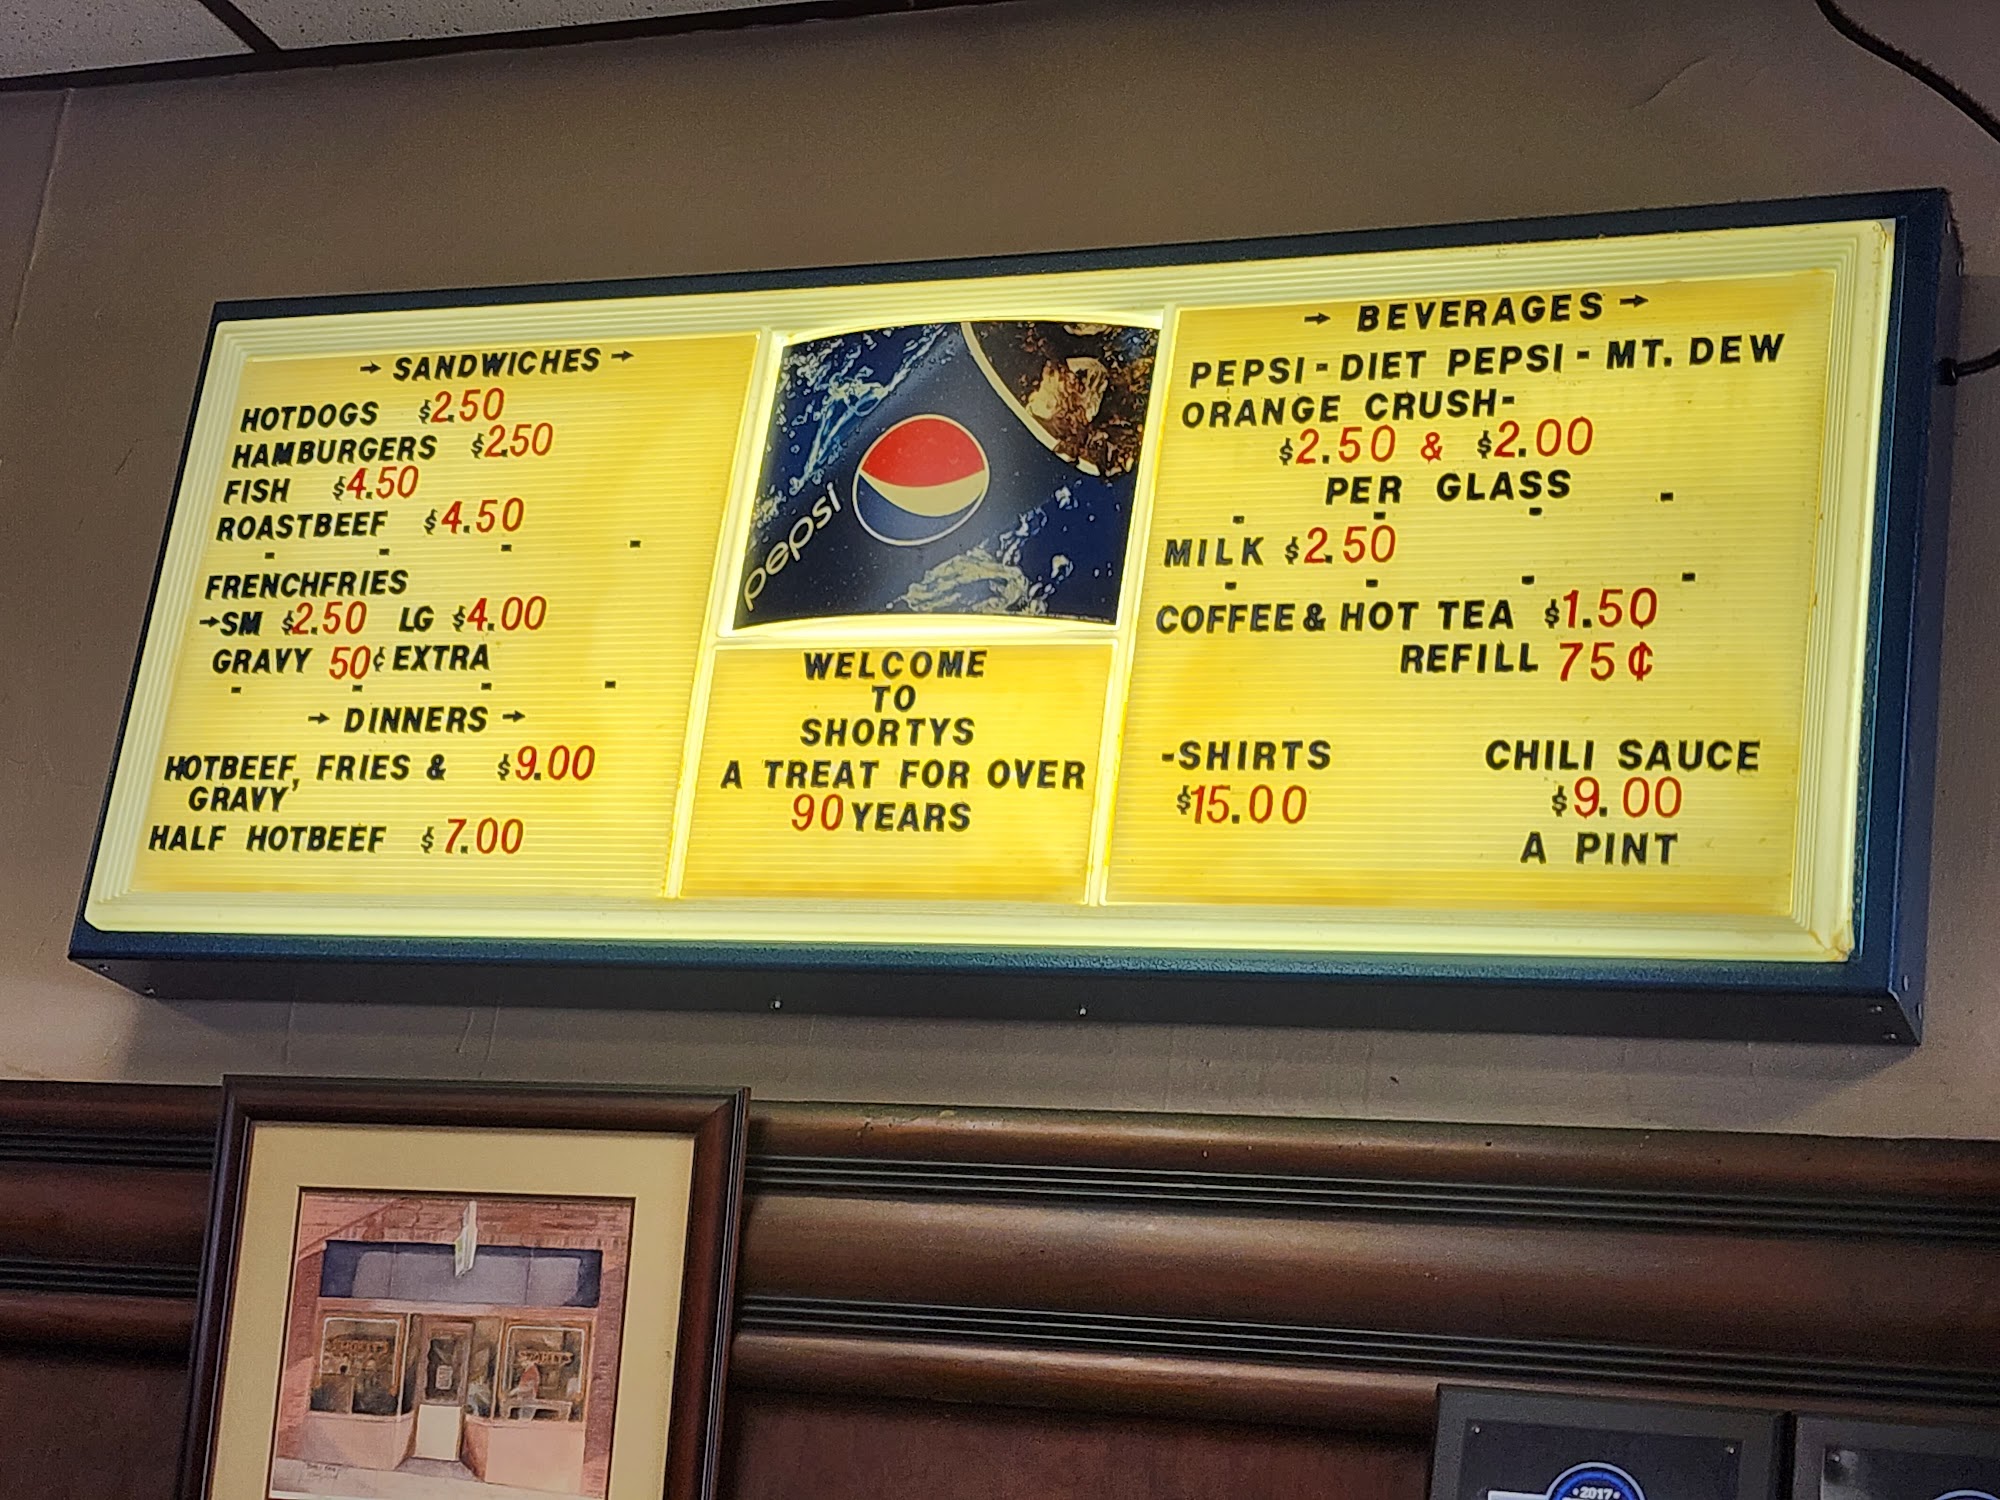 → SANDWICHES →
HOTDOGS $2.50
HAMBURGERS $2.50
FISH $4.50
ROASTBEEF $4.50
- - - -
FRENCHFRIES
→SM $2.50 LG $4.00
GRAVY 50¢ EXTRA
- - - -
→ DINNERS →
HOTBEEF, FRIES & $9.00
GRAVY'
HALF HOTBEEF $7.00
pepsi
WELCOME
TO
SHORTYS
A TREAT FOR OVER
90 YEARS
→ BEVERAGES →
PEPSI - DIET PEPSI - MT. DEW
ORANGE CRUSH-
$2.50 & $2.00
PER GLASS
- - - -
MILK $2.50
- - - -
COFFEE & HOT TEA $1.50
REFILL 75¢
-SHIRTS CHILI SAUCE
$15.00 $9.00
A PINT
SHORTY'S
•2017•